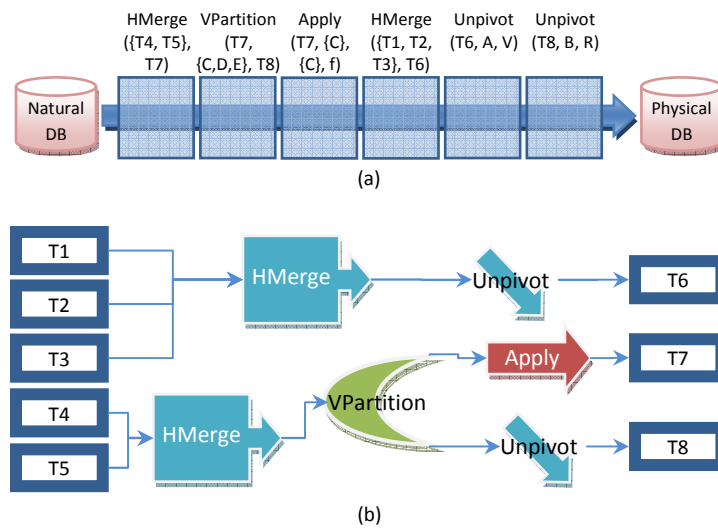 HMerge
({T4, T5},
T7)
VPartition
(T7,
{C,D,E}, T8)
Apply
(T7, {C},
{C}, f)
HMerge
({T1, T2,
T3}, T6)
Unpivot
(T6, A, V)
Unpivot
(T8, B, R)
Natural
DB
Physical
DB
(a)
T1
T2
T3
T4
T5
HMerge
Unpivot
T6
Apply
T7
VPartition
HMerge
Unpivot
T8
(b)